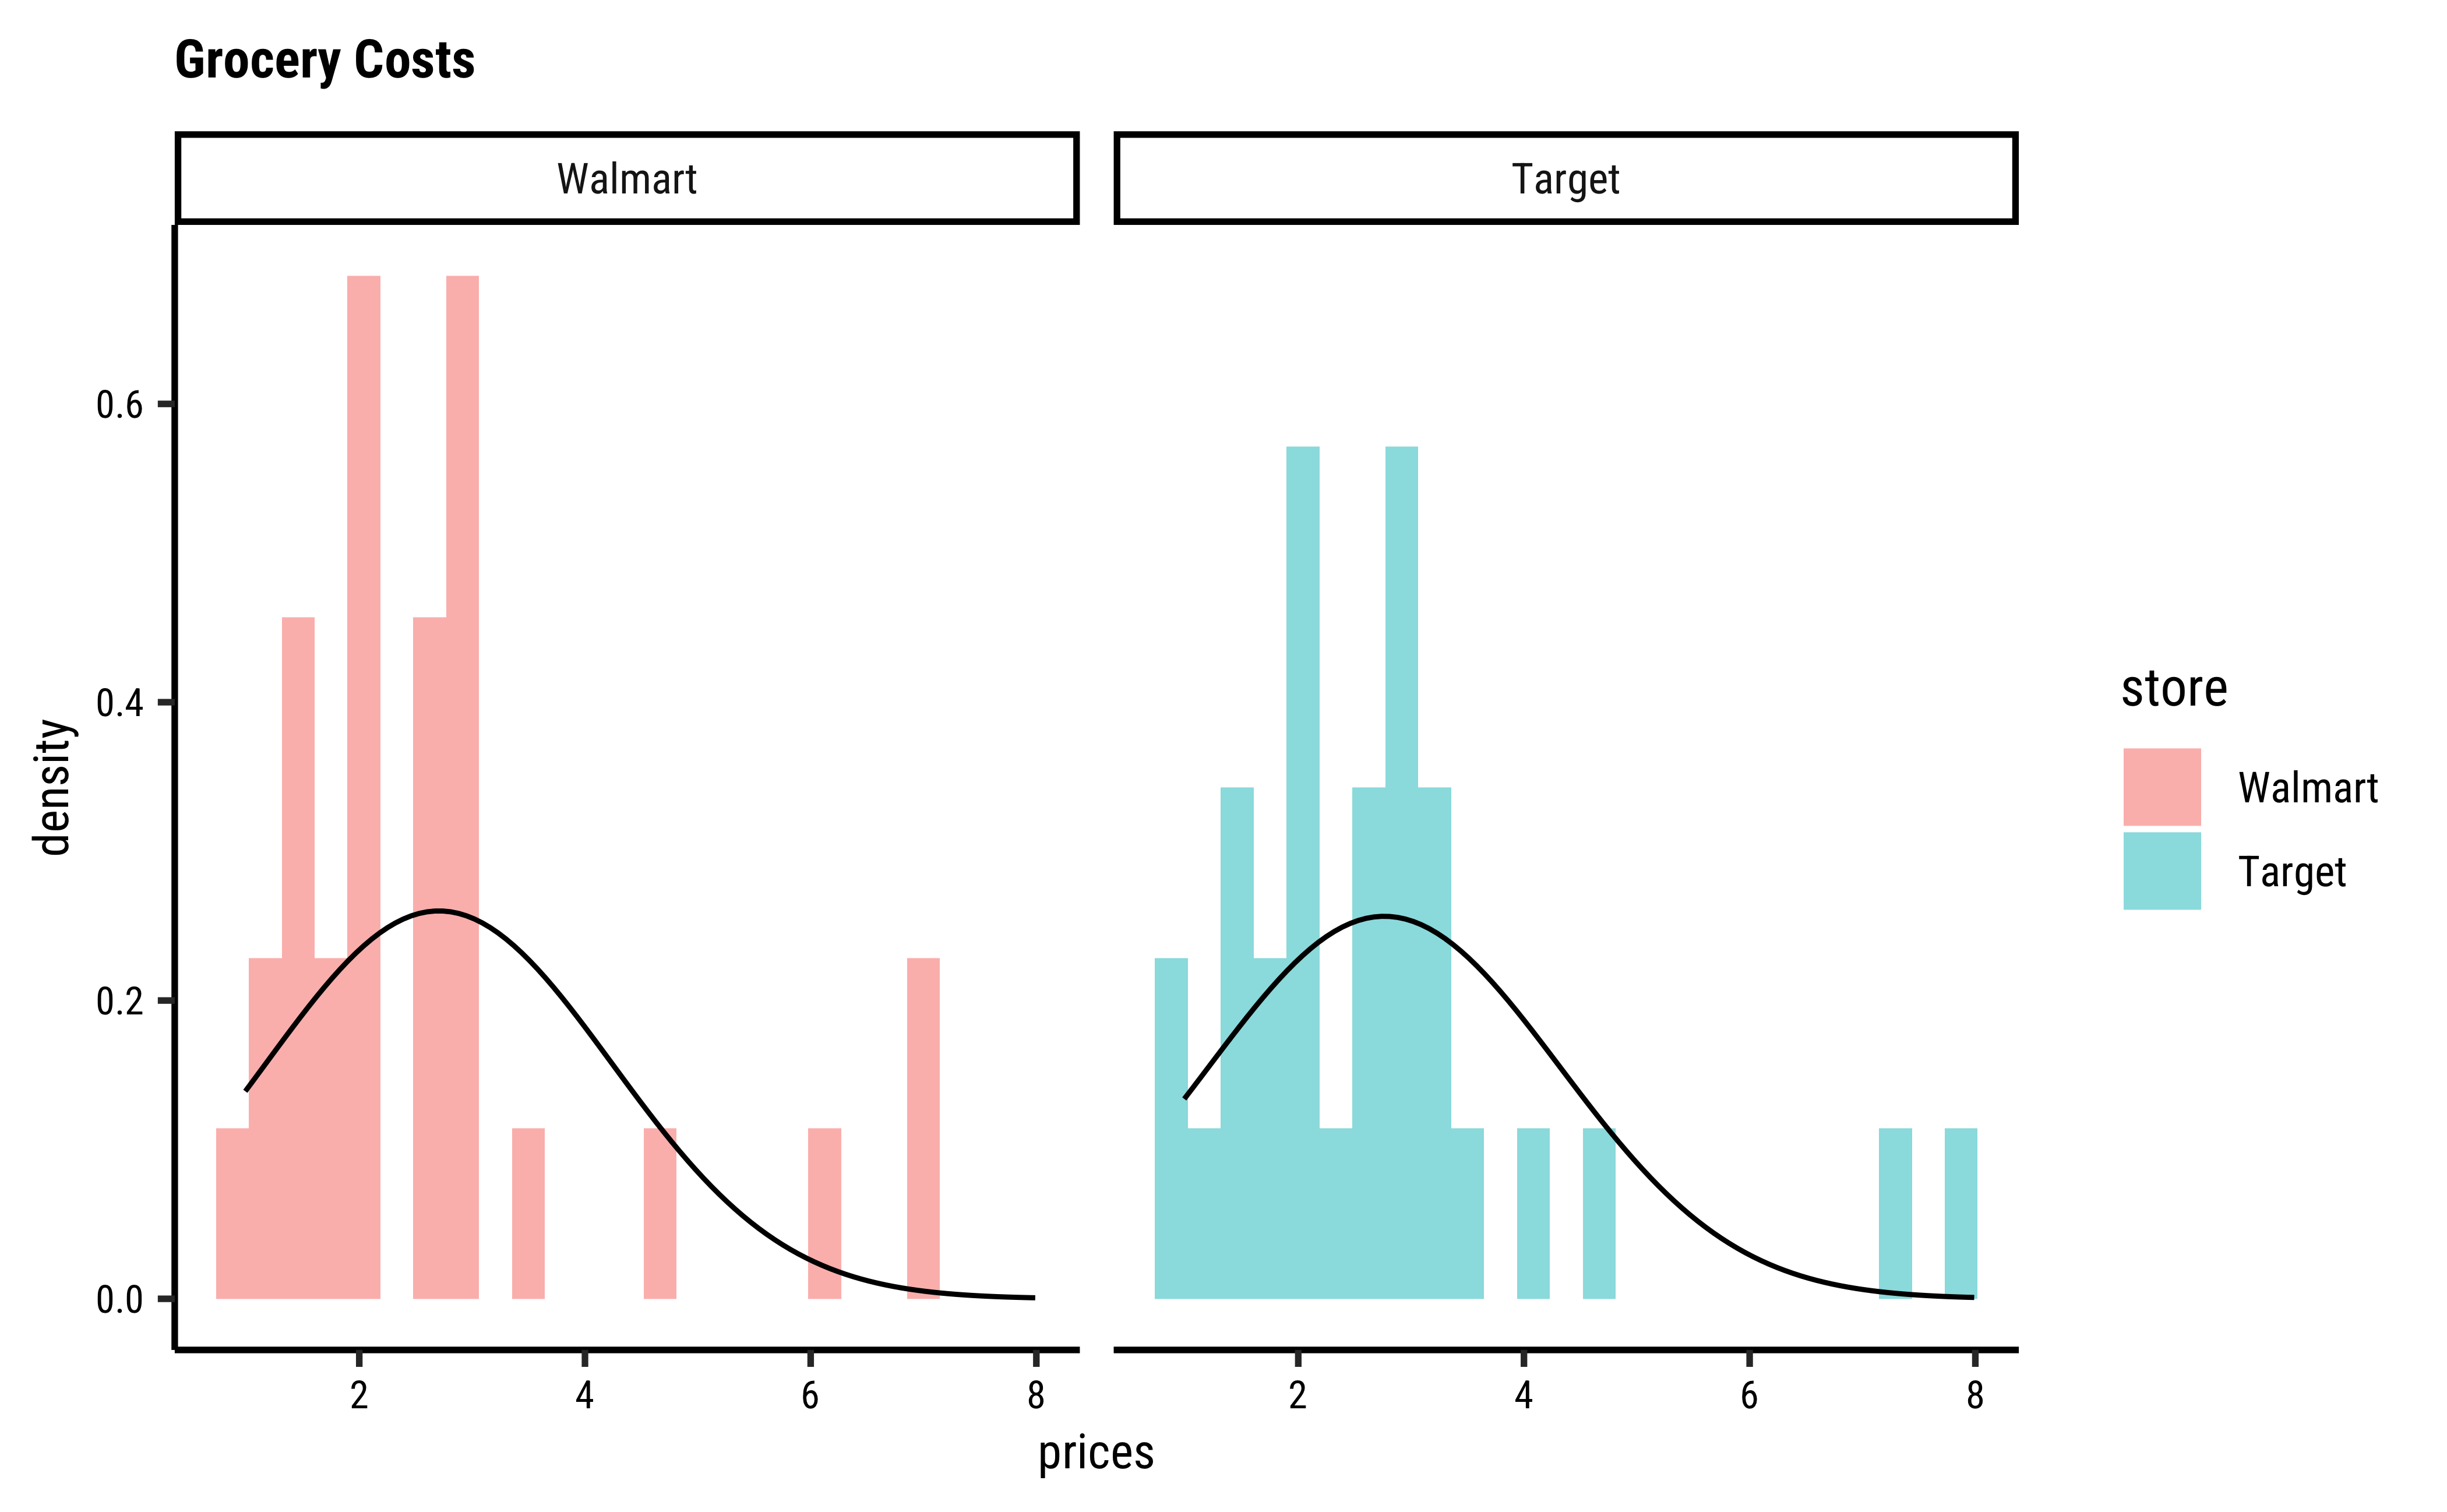 Grocery Costs
Walmart
Target
density
0.6
0.4
0.2
0.0
2 4 6 8
2 4 6 8
prices
store
Walmart
Target